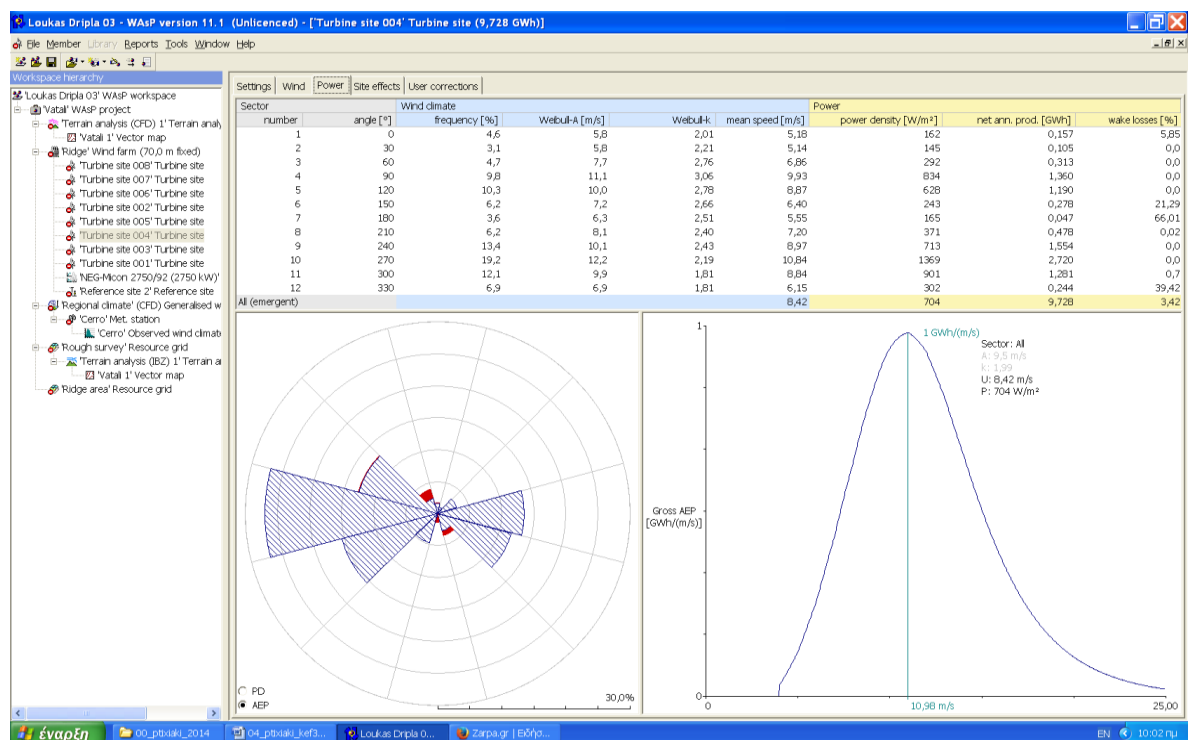 Loukas Dripla 03 - WAsP version 11.1 (Unlicenced) - ['Turbine site 004' Turbine site (9,728 GWh)]
File Member Library Reports Tools Window Help
Workspace hierarchy
'Loukas Dripla 03' WAsP workspace
'Vatali' WAsP project
'Terrain analysis (CFD) 1' Terrain analy
'Vatali 1' Vector map
'Ridge' Wind farm (70,0 m fixed)
'Turbine site 008' Turbine site
'Turbine site 007' Turbine site
'Turbine site 006' Turbine site
'Turbine site 002' Turbine site
'Turbine site 005' Turbine site
'Turbine site 004' Turbine site
'Turbine site 003' Turbine site
'Turbine site 001' Turbine site
'NEG-Micon 2750/92 (2750 kW)'
'Reference site 2' Reference site
'Regional climate' (CFD) Generalised w
'Cerro' Met. station
'Cerro' Observed wind climat
'Rough survey' Resource grid
'Terrain analysis (IBZ) 1' Terrain a
'Vatali 1' Vector map
'Ridge area' Resource grid
Settings Wind Power Site effects User corrections
Sector Wind climate Power
number angle [°] frequency [%] Weibull-A [m/s] Weibull-k mean speed [m/s] power density [W/m²] net ann. prod. [GWh] wake losses [%]
1 0 4,6 5,8 2,01 5,18 162 0,157 5,85
2 30 3,1 5,8 2,21 5,14 145 0,105 0,0
3 60 4,7 7,7 2,76 6,86 292 0,313 0,0
4 90 9,8 11,1 3,06 9,93 834 1,360 0,0
5 120 10,3 10,0 2,78 8,87 628 1,190 0,0
6 150 6,2 7,2 2,66 6,40 243 0,278 21,29
7 180 3,6 6,3 2,51 5,55 165 0,047 66,01
8 210 6,2 8,1 2,40 7,20 371 0,478 0,02
9 240 13,4 10,1 2,43 8,97 713 1,554 0,0
10 270 19,2 12,2 2,19 10,84 1369 2,720 0,0
11 300 12,1 9,9 1,81 8,84 901 1,281 0,7
12 330 6,9 6,9 1,81 6,15 302 0,244 39,42
All (emergent) 8,42 704 9,728 3,42
PD
AEP
30,0%
1
1 GWh/(m/s)
Sector: All
A: 9,5 m/s
k: 1,99
U: 8,42 m/s
P: 704 W/m²
Gross AEP
[GWh/(m/s)]
0
0 10,98 m/s 25,00
έναρξη 00_ptixiaki_2014 04_ptixiaki_kef3... Loukas Dripla 0... Zarpa.gr | Ειδήσ... EN 10:02 πμ